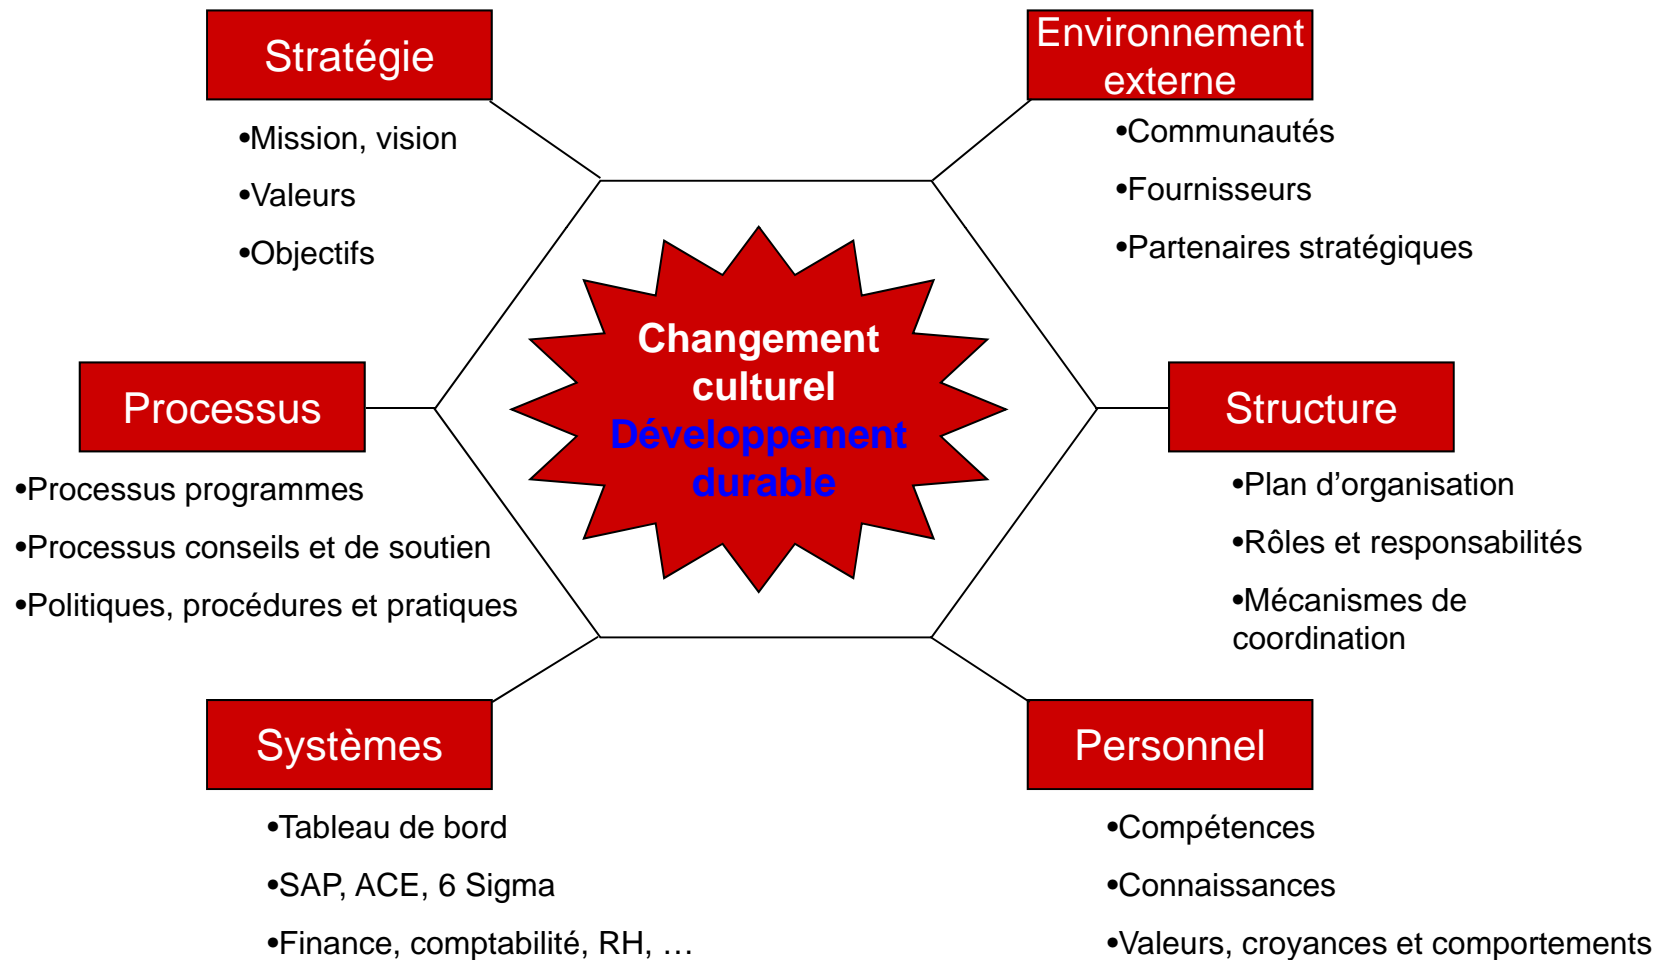 Stratégie
•Mission, vision
•Valeurs
•Objectifs
Environnement
externe
•Communautés
•Fournisseurs
•Partenaires stratégiques
Changement
culturel
Développement
durable
Processus
•Processus programmes
•Processus conseils et de soutien
•Politiques, procédures et pratiques
Structure
•Plan d’organisation
•Rôles et responsabilités
•Mécanismes de
coordination
Systèmes
•Tableau de bord
•SAP, ACE, 6 Sigma
•Finance, comptabilité, RH, …
Personnel
•Compétences
•Connaissances
•Valeurs, croyances et comportements